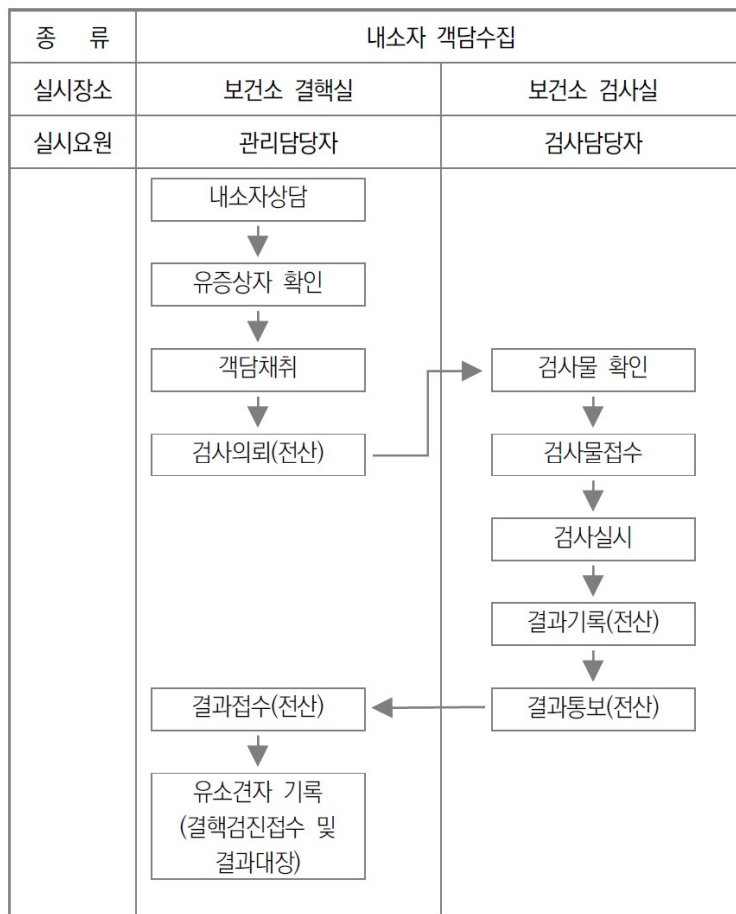 종 류
내소자 객담수집
실시장소
보건소 결핵실
보건소 검사실
실시요원
관리담당자
검사담당자
내소자상담
유증상자 확인
객담채취
검사의뢰(전산)
검사물 확인
검사물접수
검사실시
결과기록(전산)
결과통보(전산)
결과접수(전산)
유소견자 기록
(결핵검진접수 및
결과대장)